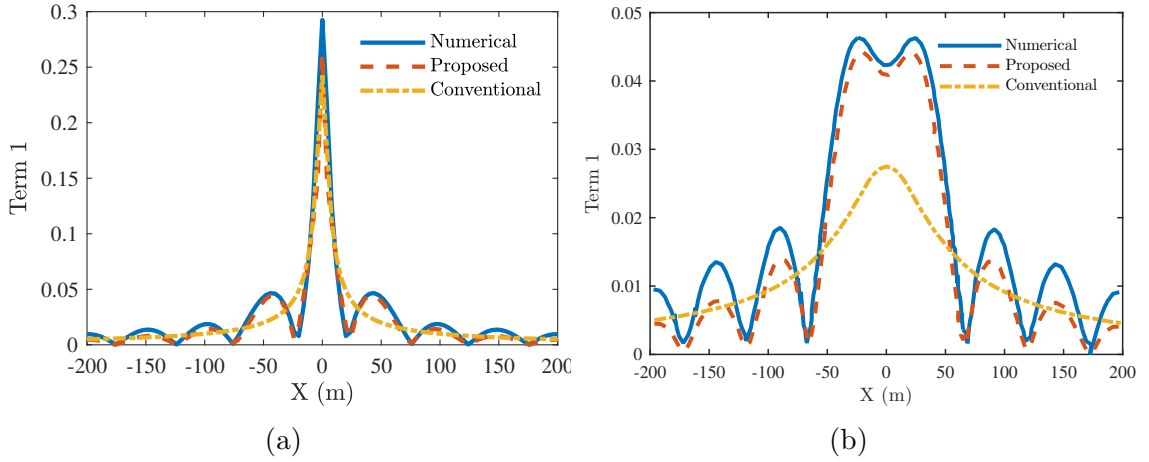 0.3
0.25
0.2
0.15
0.1
0.05
0
Term 1
Numerical
Proposed
Conventional
-200 -150 -100 -50 0 50 100 150 200
X (m)
(a)
0.05
0.04
0.03
0.02
0.01
0
Term 1
Numerical
Proposed
Conventional
-200 -150 -100 -50 0 50 100 150 200
X (m)
(b)